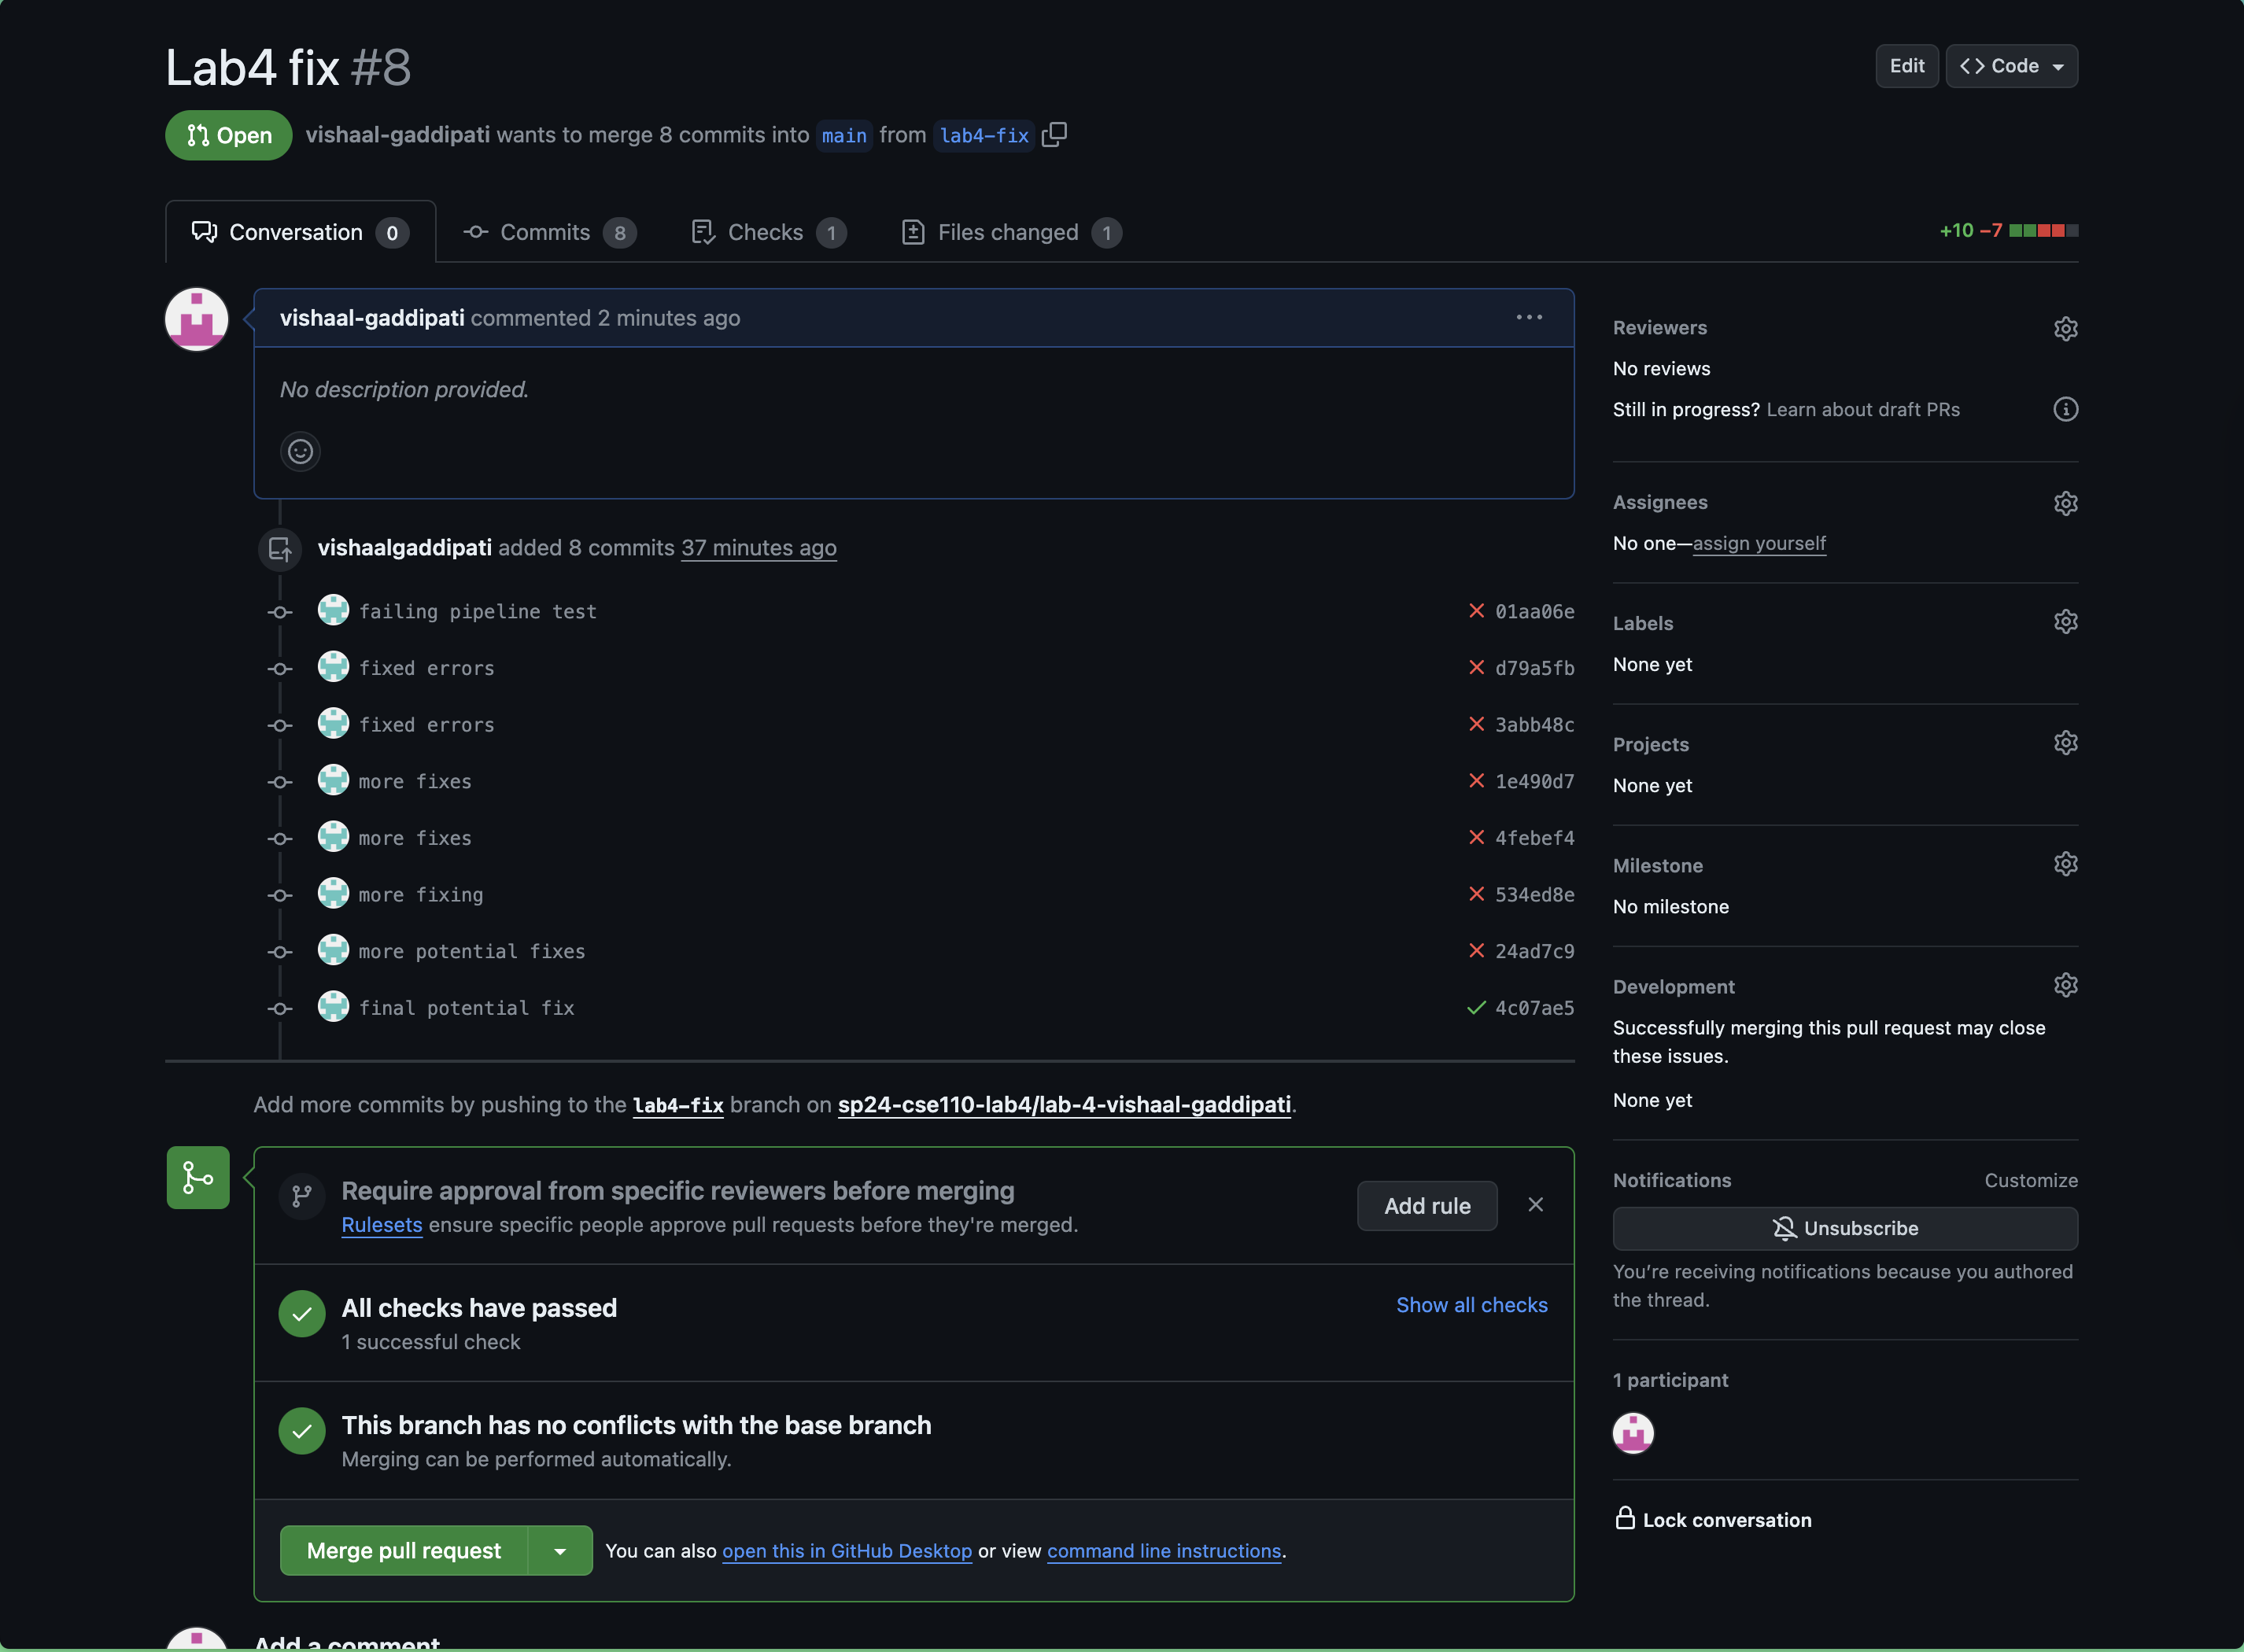 Lab4 fix #8
Edit
Code
Open
vishaal-gaddipati wants to merge 8 commits into main from lab4-fix
Conversation 0
Commits 8
Checks 1
Files changed 1
+10 −7
vishaal-gaddipati commented 2 minutes ago
No description provided.
vishaalgaddipati added 8 commits 37 minutes ago
failing pipeline test 01aa06e
fixed errors d79a5fb
fixed errors 3abb48c
more fixes 1e490d7
more fixes 4febef4
more fixing 534ed8e
more potential fixes 24ad7c9
final potential fix 4c07ae5
Add more commits by pushing to the lab4-fix branch on sp24-cse110-lab4/lab-4-vishaal-gaddipati.
Require approval from specific reviewers before merging
Rulesets ensure specific people approve pull requests before they're merged.
Add rule
All checks have passed
1 successful check
Show all checks
This branch has no conflicts with the base branch
Merging can be performed automatically.
Merge pull request
You can also open this in GitHub Desktop or view command line instructions.
Add a comment
Reviewers
No reviews
Still in progress? Learn about draft PRs
Assignees
No one—assign yourself
Labels
None yet
Projects
None yet
Milestone
No milestone
Development
Successfully merging this pull request may close
these issues.
None yet
Notifications
Customize
Unsubscribe
You’re receiving notifications because you authored
the thread.
1 participant
Lock conversation